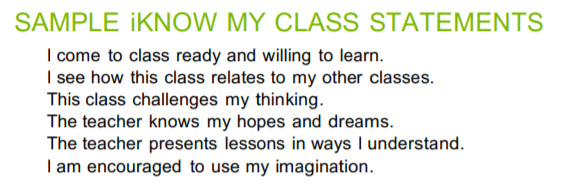 SAMPLE iKNOW MY CLASS STATEMENTS
I come to class ready and willing to learn.
I see how this class relates to my other classes.
This class challenges my thinking.
The teacher knows my hopes and dreams.
The teacher presents lessons in ways I understand.
I am encouraged to use my imagination.